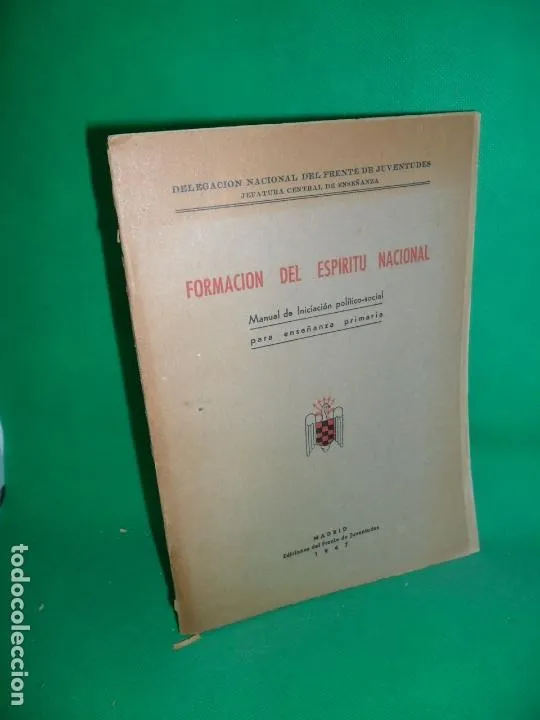 DELEGACION NACIONAL DEL FRENTE DE JUVENTUDES
JEFATURA CENTRAL DE ENSEÑANZA
FORMACION DEL ESPIRITU NACIONAL
Manual de Iniciación político-social
para enseñanza primaria
MADRID
Ediciones del Frente de Juventudes
1947
todocoleccion